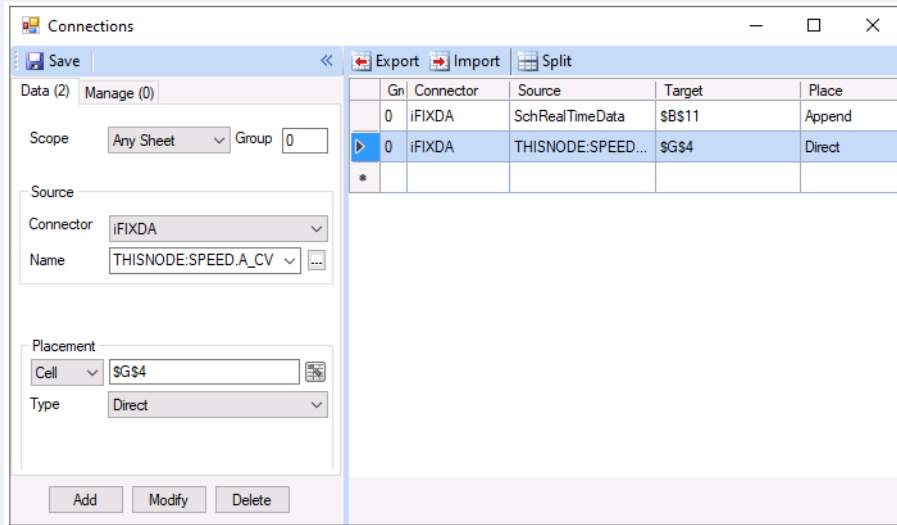 Connections
Save
Export Import Split
Data (2) Manage (0)
Scope Any Sheet Group 0
Source
Connector iFIXDA
Name THISNODE:SPEED.A_CV ...
Placement
Cell $G$4
Type Direct
Add Modify Delete
Grı Connector Source Target Place
0 iFIXDA SchRealTimeData $B$11 Append
0 iFIXDA THISNODE:SPEED... $G$4 Direct